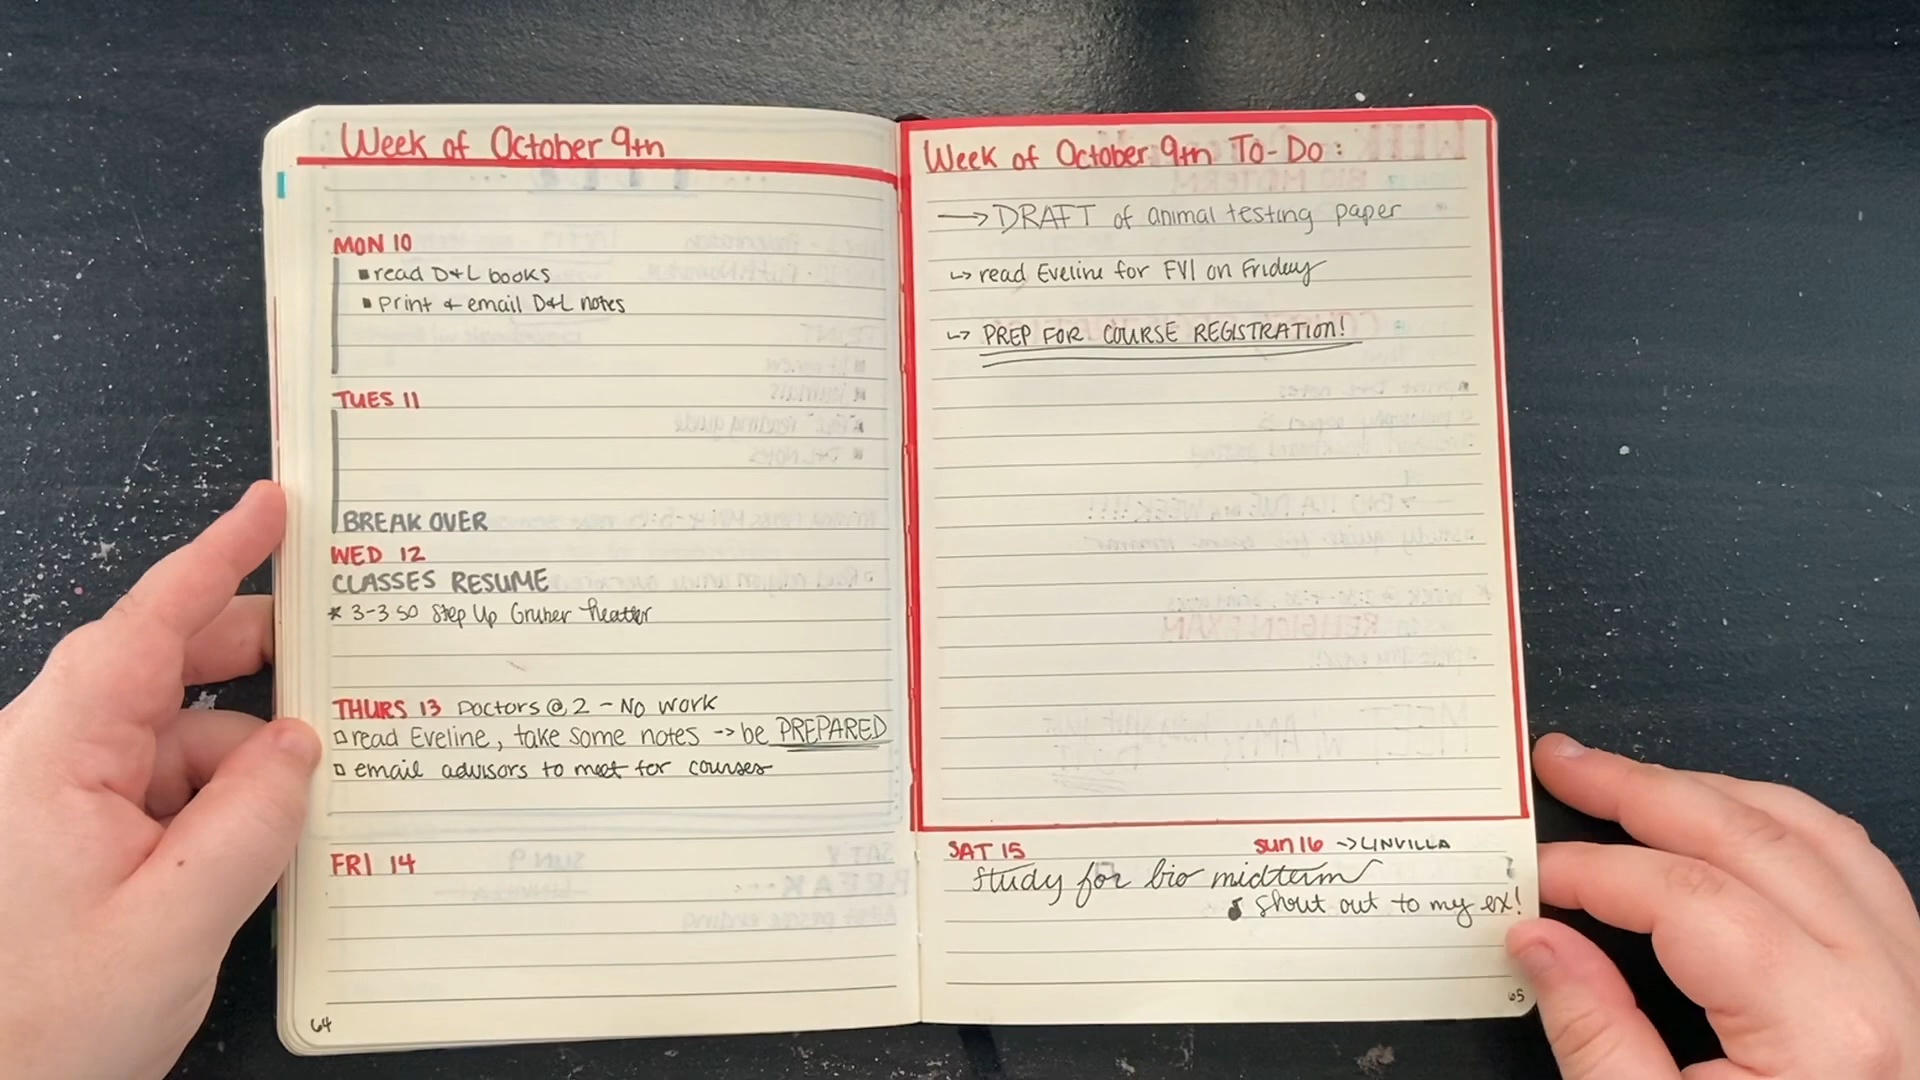 Week of October 9th
MON 10
▪ read D+L books
▪ Print & email D+L notes
TUES 11
BREAK OVER
WED 12
CLASSES RESUME
* 3-3:50 Step Up Gruber Theater
THURS 13 Doctors @ 2 - No work
□ read Eveline, take some notes -> be PREPARED
□ email advisors to meet for courses
FRI 14
64
Week of October 9th To-Do:
→ DRAFT of animal testing paper
↳ read Eveline for FVI on Friday
↳ PREP FOR COURSE REGISTRATION!
SAT 15
sun 16 -> LINVILLA
study for bio midterm
shout out to my ex!
65